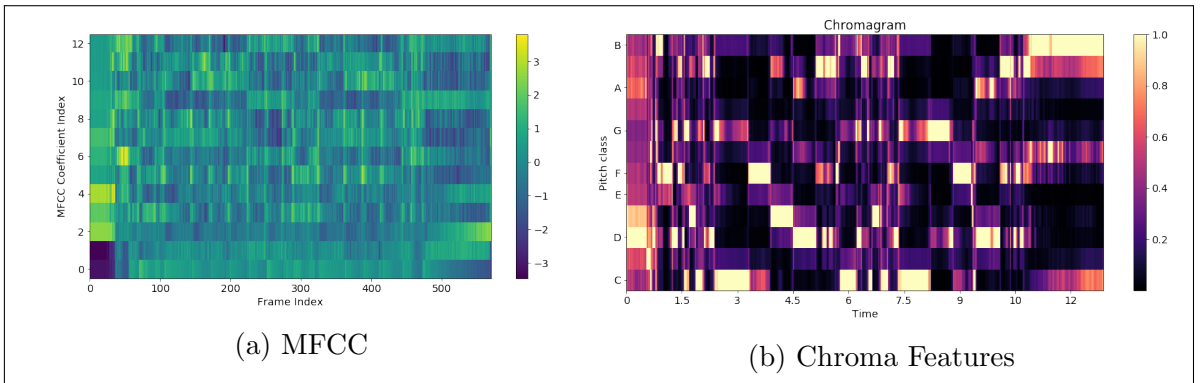 12
10
8
6
4
2
0
MFCC Coefficient Index
0 100 200 300 400 500
Frame Index
3
2
1
0
−1
−2
−3
(a) MFCC
Chromagram
B
A
G
F
E
D
C
Pitch class
0 1.5 3 4.5 6 7.5 9 10 12
Time
1.0
0.8
0.6
0.4
0.2
(b) Chroma Features